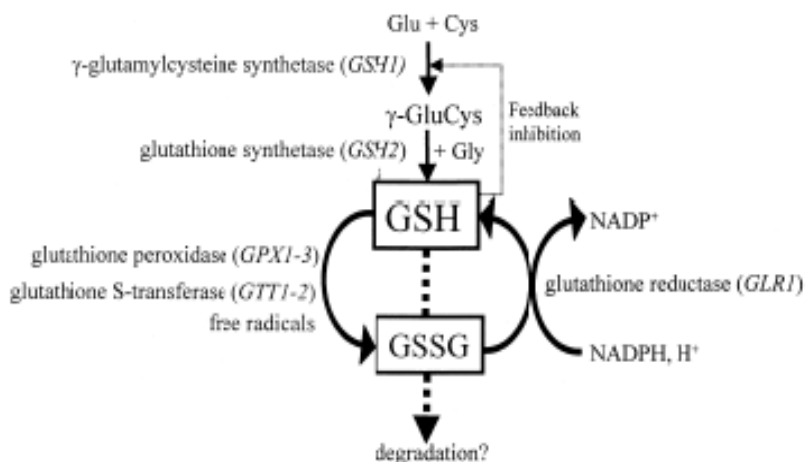 Glu + Cys
γ-glutamylcysteine synthetase (GSH1)
Feedback
inhibition
γ-GluCys
glutathione synthetase (GSH2)
+ Gly
GSH
NADP⁺
glutathione peroxidase (GPX1-3)
glutathione S-transferase (GTT1-2)
free radicals
glutathione reductase (GLR1)
GSSG
NADPH, H⁺
degradation?